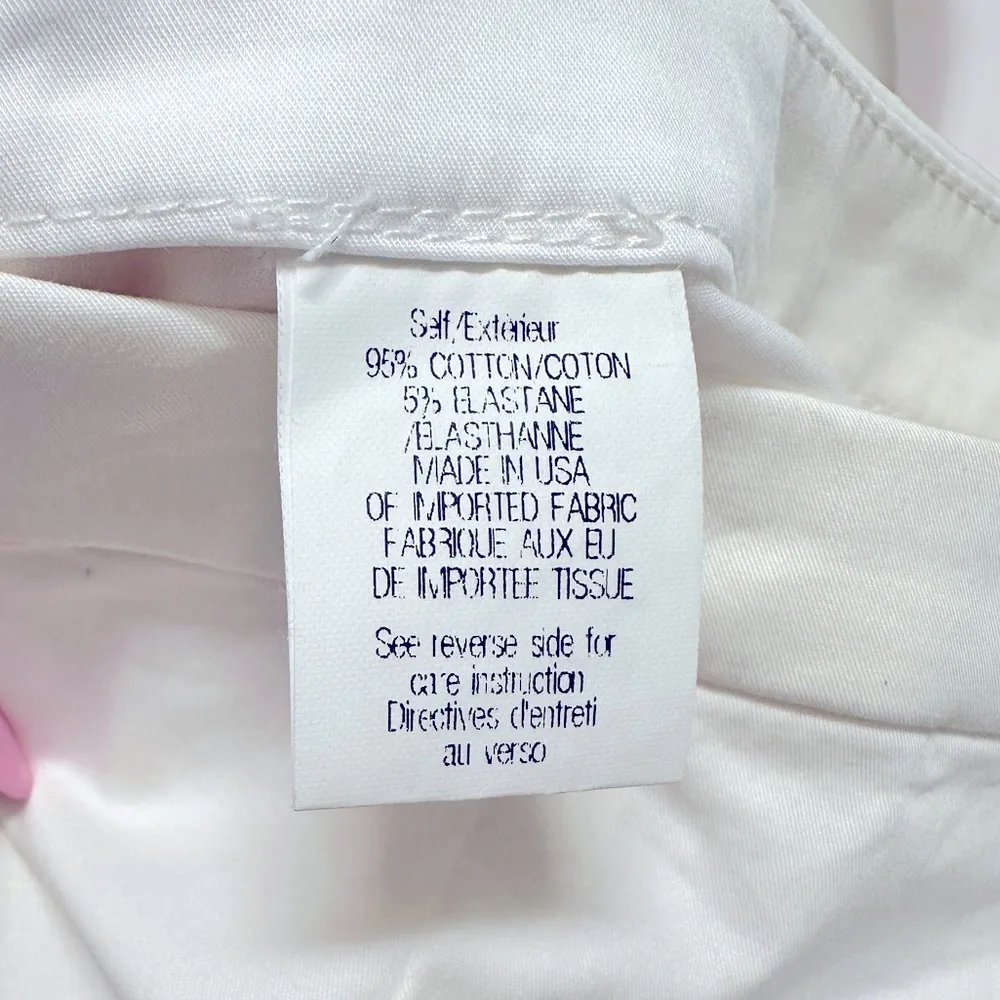 Self/Extérieur
95% COTTON/COTON
5% ELASTANE
/ÉLASTHANNE
MADE IN USA
OF IMPORTED FABRIC
FABRIQUE AUX EU
DE IMPORTEE TISSUE
See reverse side for
care instruction
Directives d'entreti
au verso